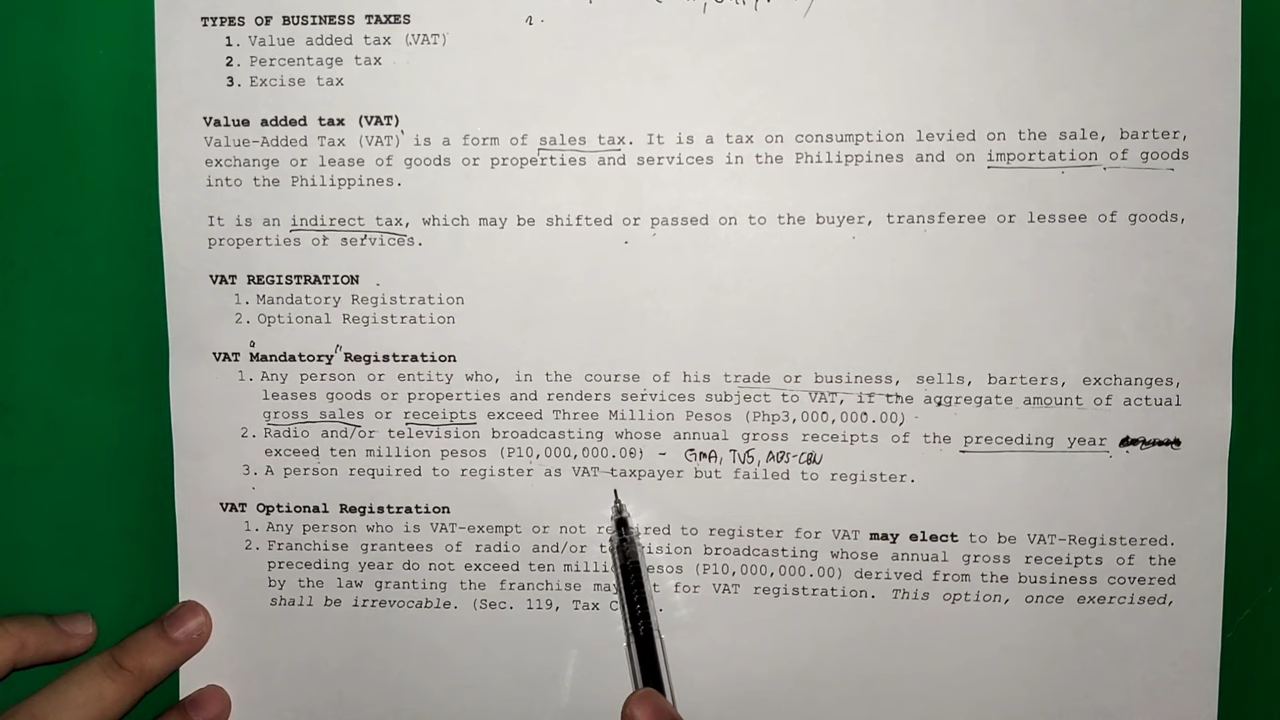 TYPES OF BUSINESS TAXES
1. Value added tax (VAT)
2. Percentage tax
3. Excise tax
Value added tax (VAT)
Value-Added Tax (VAT) is a form of sales tax. It is a tax on consumption levied on the sale, barter,
exchange or lease of goods or properties and services in the Philippines and on importation of goods
into the Philippines.
It is an indirect tax, which may be shifted or passed on to the buyer, transferee or lessee of goods,
properties or services.
VAT REGISTRATION
1. Mandatory Registration
2. Optional Registration
VAT Mandatory Registration
1. Any person or entity who, in the course of his trade or business, sells, barters, exchanges,
leases goods or properties and renders services subject to VAT, if the aggregate amount of actual
gross sales or receipts exceed Three Million Pesos (Php3,000,000.00)
2. Radio and/or television broadcasting whose annual gross receipts of the preceding year
exceed ten million pesos (P10,000,000.00) - GMA, TV5, ABS-CBN
3. A person required to register as VAT taxpayer but failed to register.
VAT Optional Registration
1. Any person who is VAT-exempt or not required to register for VAT may elect to be VAT-Registered.
2. Franchise grantees of radio and/or television broadcasting whose annual gross receipts of the
preceding year do not exceed ten million pesos (P10,000,000.00) derived from the business covered
by the law granting the franchise may for VAT registration. This option, once exercised,
shall be irrevocable. (Sec. 119, Tax